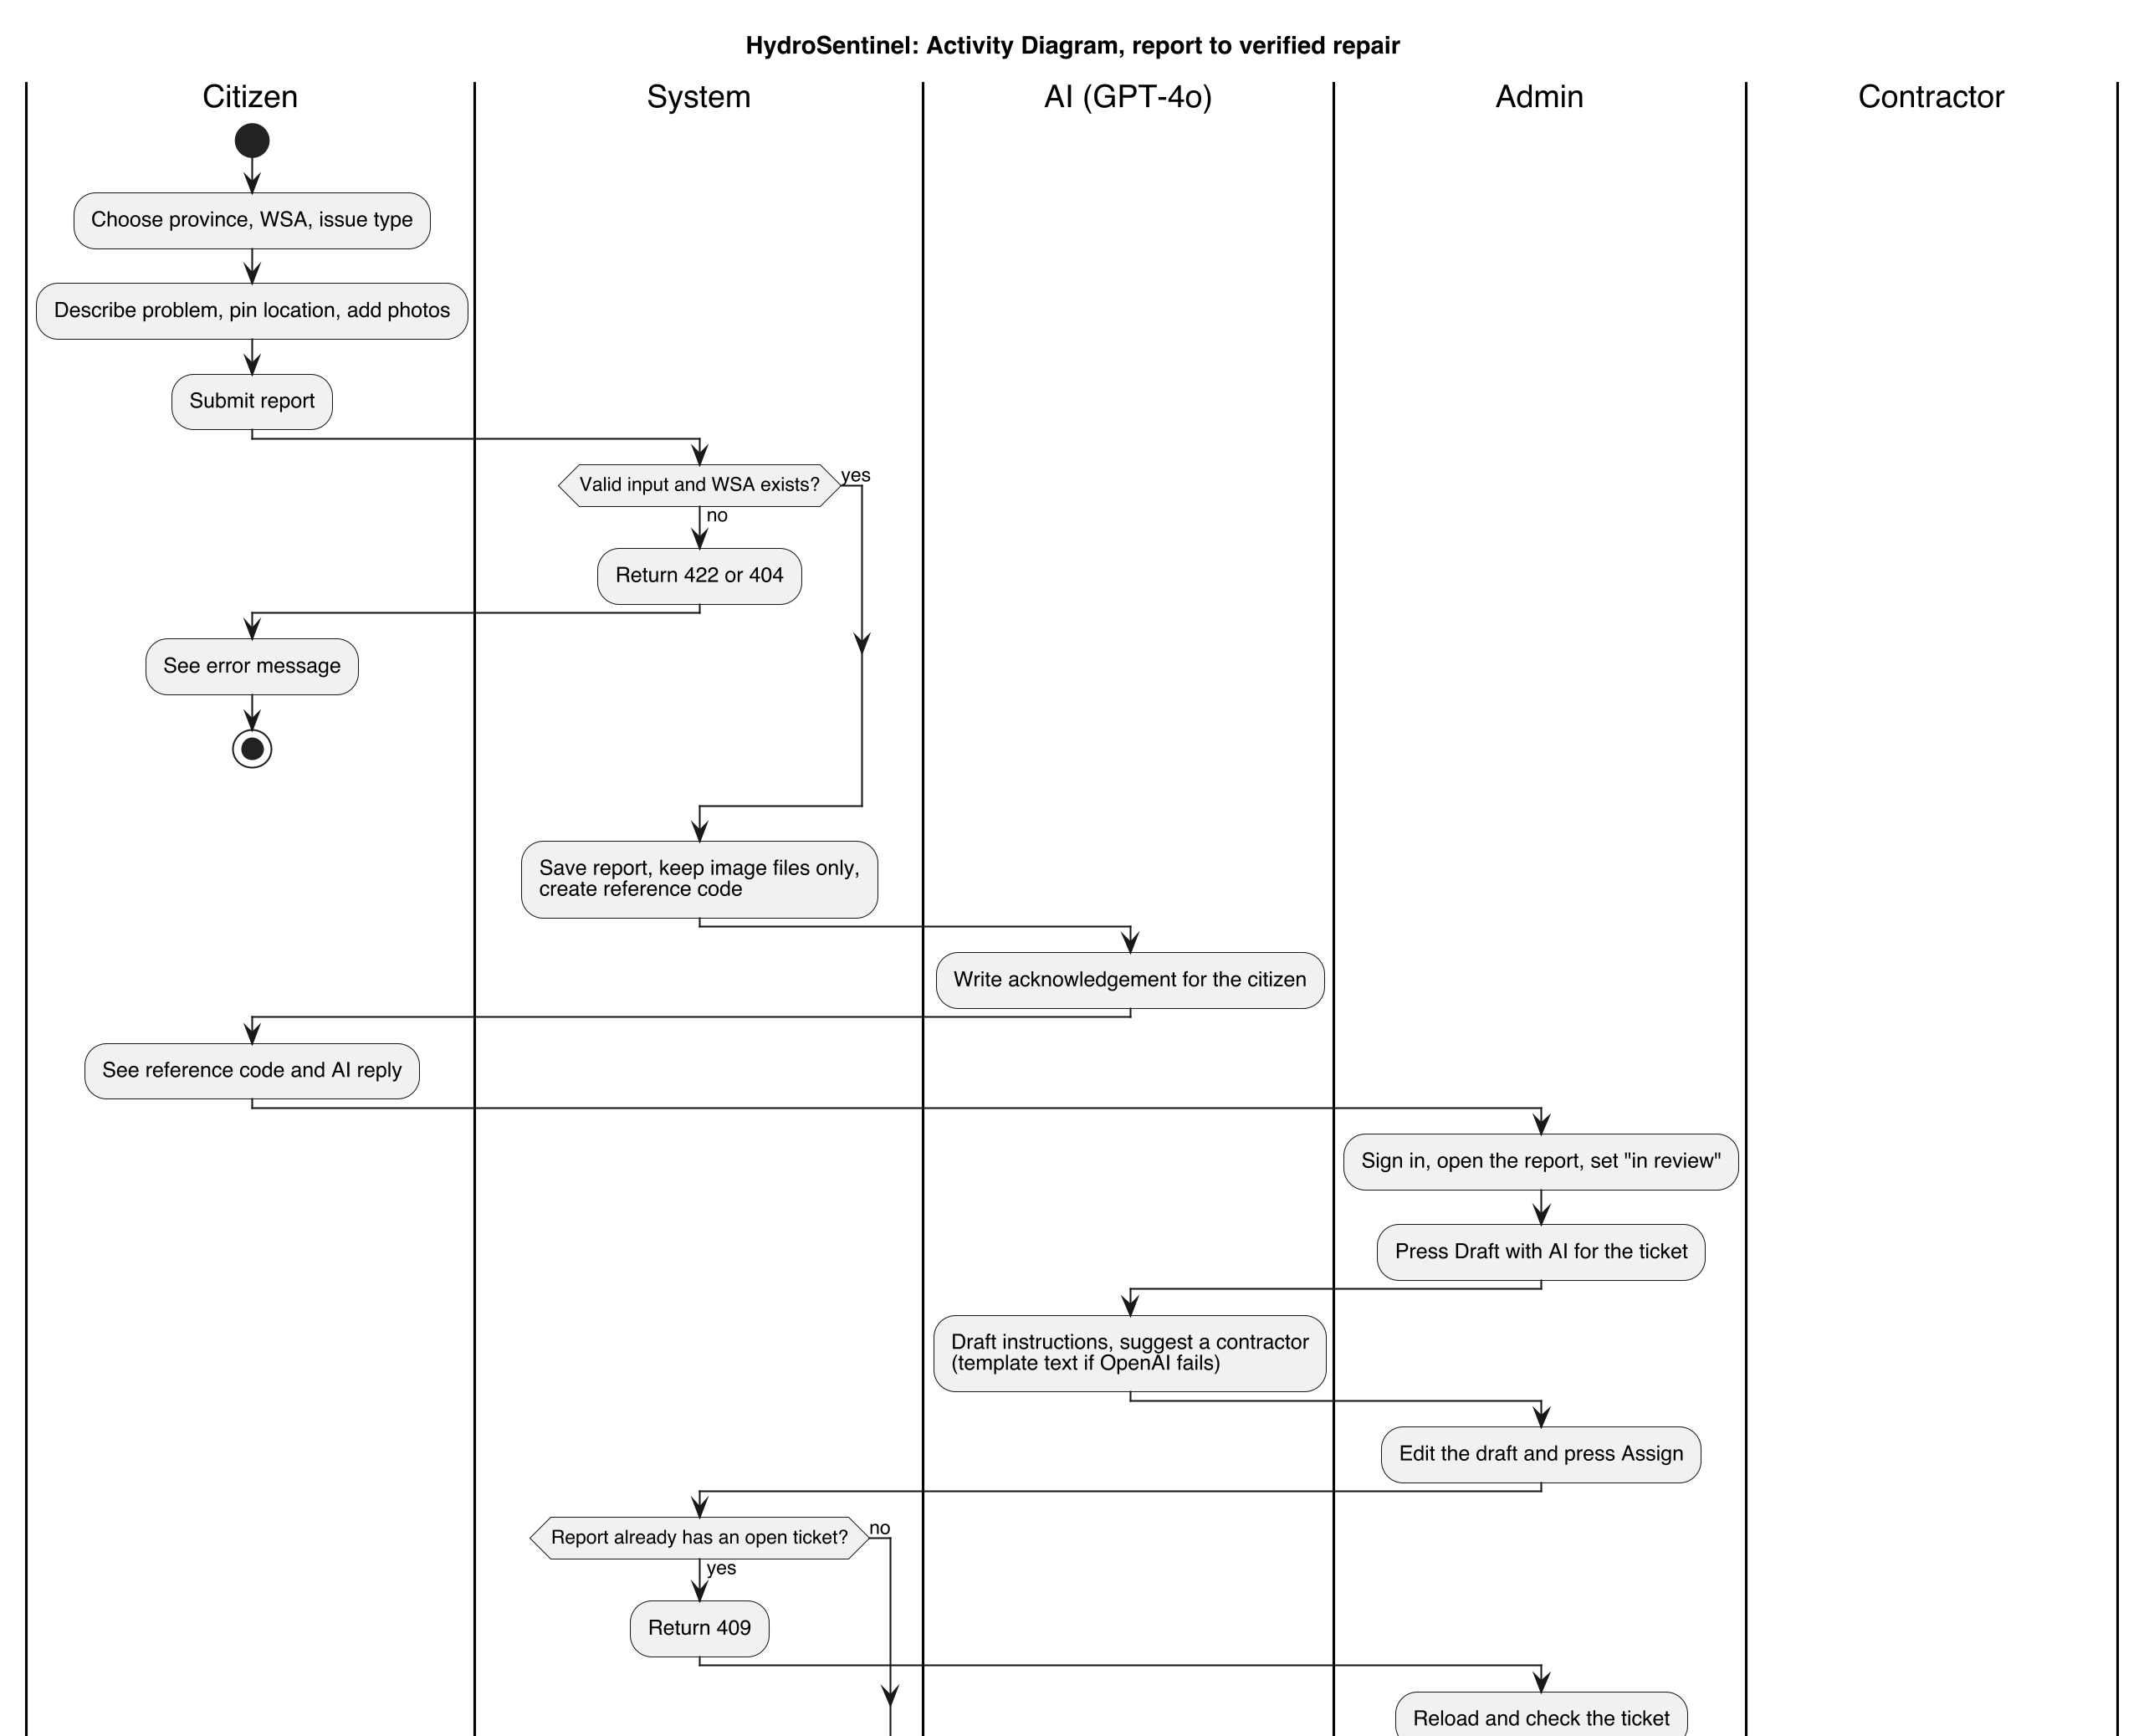 HydroSentinel: Activity Diagram, report to verified repair
Citizen
System
AI (GPT-4o)
Admin
Contractor
Choose province, WSA, issue type
Describe problem, pin location, add photos
Submit report
Valid input and WSA exists?
yes
no
Return 422 or 404
See error message
Save report, keep image files only,
create reference code
Write acknowledgement for the citizen
See reference code and AI reply
Sign in, open the report, set "in review"
Press Draft with AI for the ticket
Draft instructions, suggest a contractor
(template text if OpenAI fails)
Edit the draft and press Assign
Report already has an open ticket?
no
yes
Return 409
Reload and check the ticket